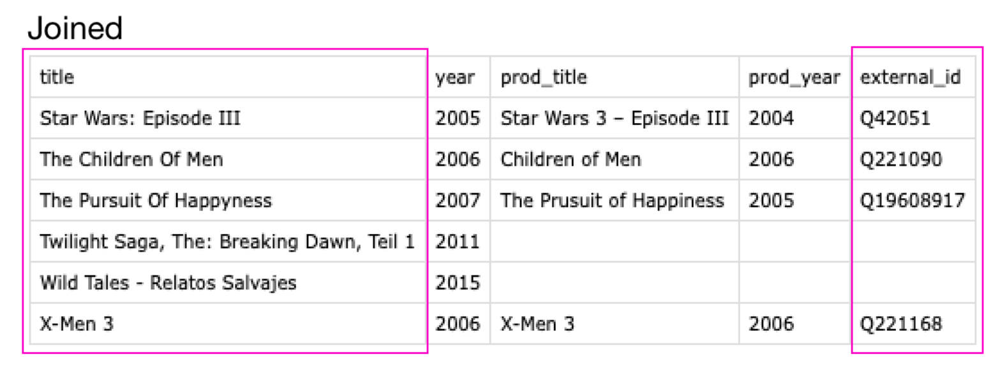 Joined
title year prod_title prod_year external_id
Star Wars: Episode III 2005 Star Wars 3 – Episode III 2004 Q42051
The Children Of Men 2006 Children of Men 2006 Q221090
The Pursuit Of Happyness 2007 The Prusuit of Happiness 2005 Q19608917
Twilight Saga, The: Breaking Dawn, Teil 1 2011
Wild Tales - Relatos Salvajes 2015
X-Men 3 2006 X-Men 3 2006 Q221168